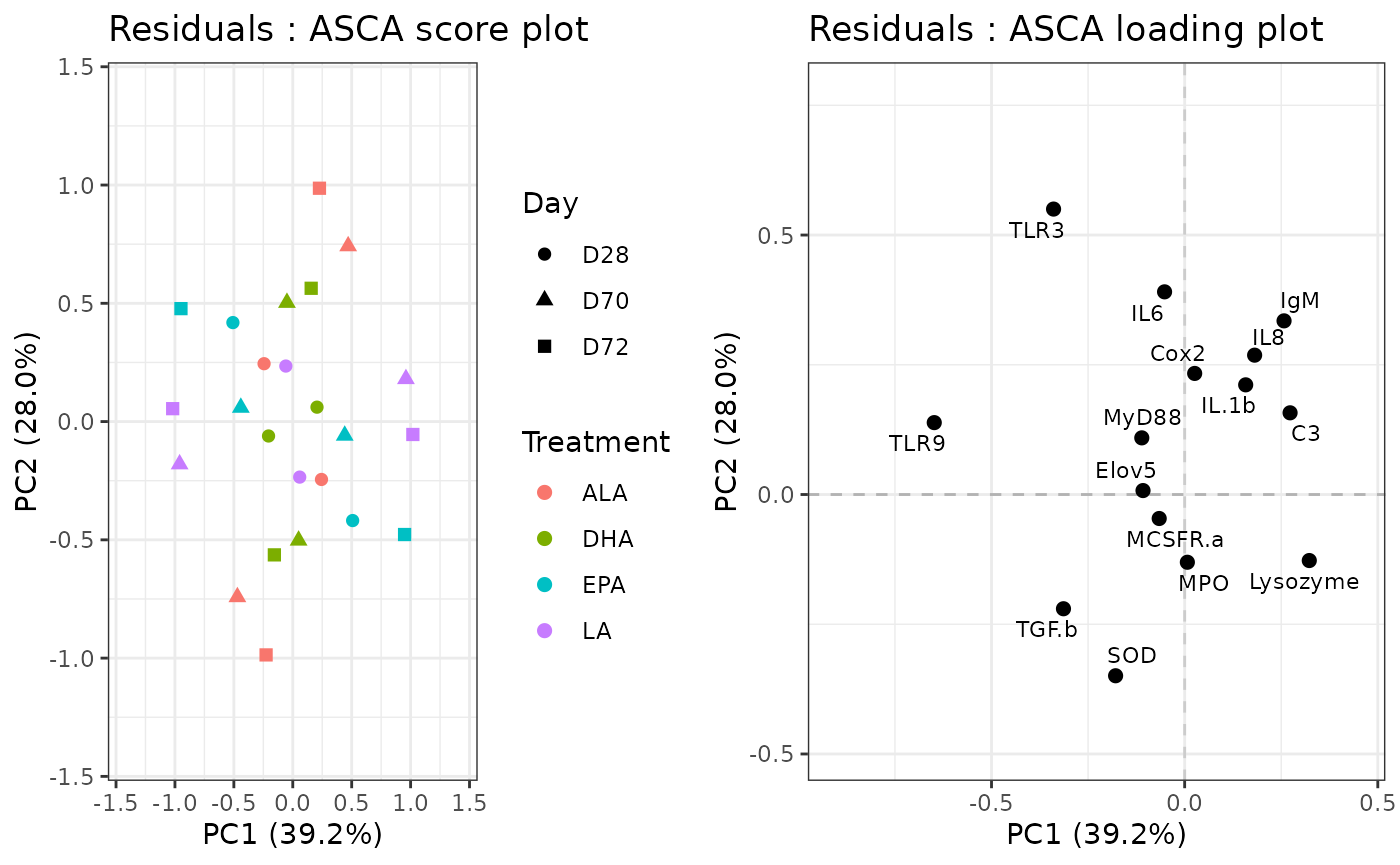 Residuals : ASCA score plot
1.5
1.0
0.5
0.0
-0.5
-1.0
-1.5
PC2 (28.0%)
-1.5 -1.0 -0.5 0.0 0.5 1.0 1.5
PC1 (39.2%)
Day
D28
D70
D72
Treatment
ALA
DHA
EPA
LA
Residuals : ASCA loading plot
0.5
0.0
-0.5
PC2 (28.0%)
TLR3
IL6
IgM
IL8
Cox2
IL.1b
MyD88
C3
TLR9
Elov5
MCSFR.a
MPO
Lysozyme
TGF.b
SOD
-0.5 0.0 0.5
PC1 (39.2%)